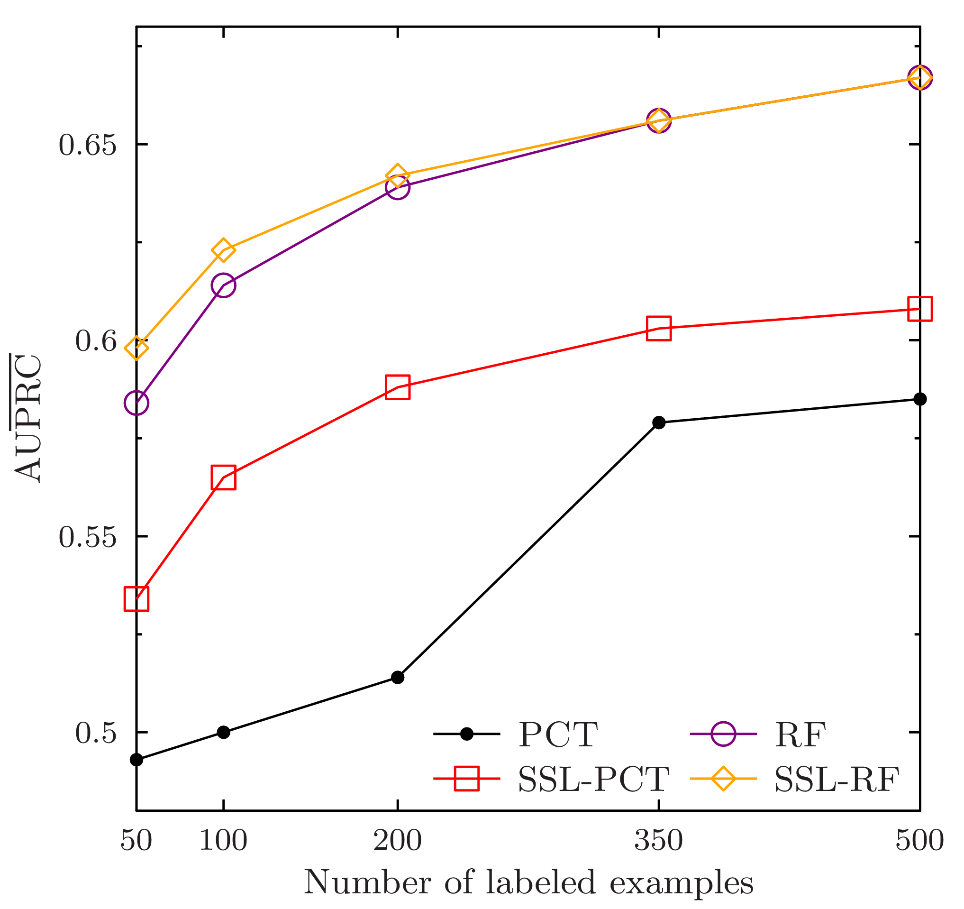 0.65
0.6
0.55
0.5
AUPRC
PCT
RF
SSL-PCT
SSL-RF
50 100 200 350 500
Number of labeled examples